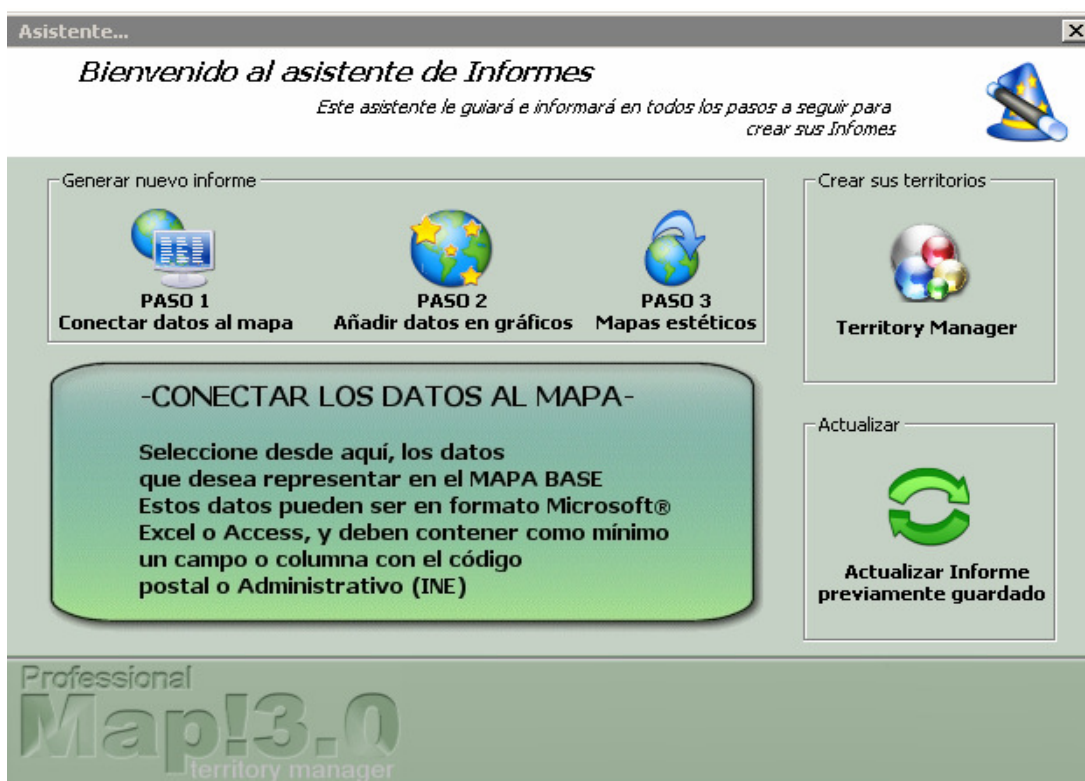 Asistente...
Bienvenido al asistente de Informes
Este asistente le guiará e informará en todos los pasos a seguir para
crear sus Infomes
Generar nuevo informe
PASO 1
Conectar datos al mapa
PASO 2
Añadir datos en gráficos
PASO 3
Mapas estéticos
Crear sus territorios
Territory Manager
-CONECTAR LOS DATOS AL MAPA-
Seleccione desde aquí, los datos
que desea representar en el MAPA BASE
Estos datos pueden ser en formato Microsoft®
Excel o Access, y deben contener como mínimo
un campo o columna con el código
postal o Administrativo (INE)
Actualizar
Actualizar Informe
previamente guardado
Professional
Map!3.0
territory manager